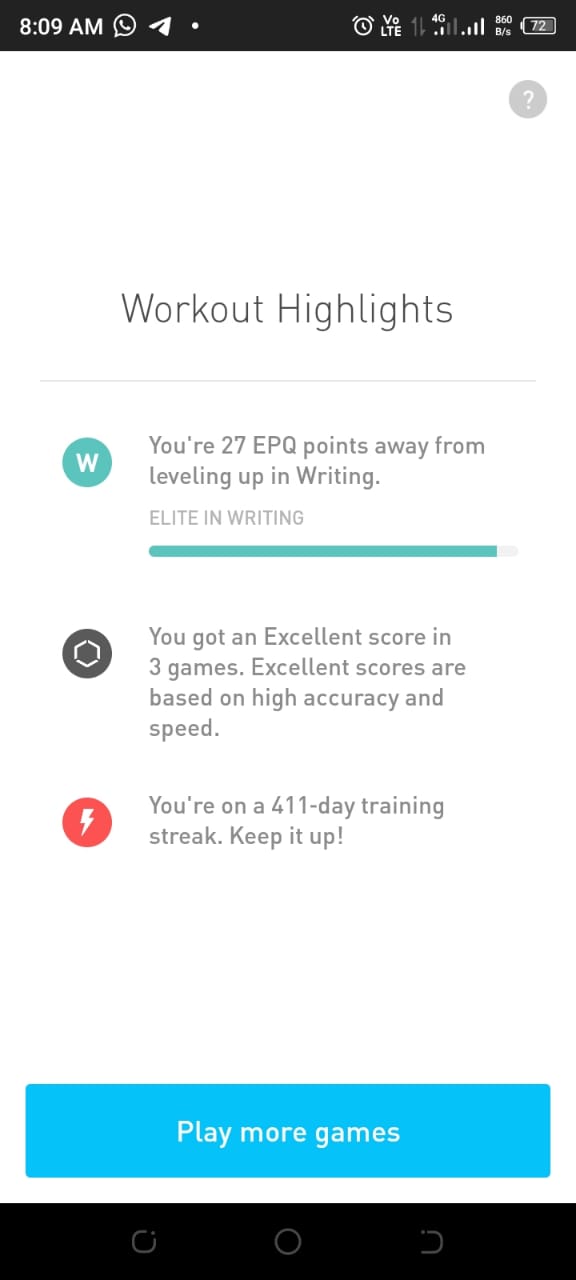 8:09 AM
Vo
LTE
4G
860
B/s
72
?
Workout Highlights
W
You're 27 EPQ points away from
leveling up in Writing.
ELITE IN WRITING
You got an Excellent score in
3 games. Excellent scores are
based on high accuracy and
speed.
You're on a 411-day training
streak. Keep it up!
Play more games